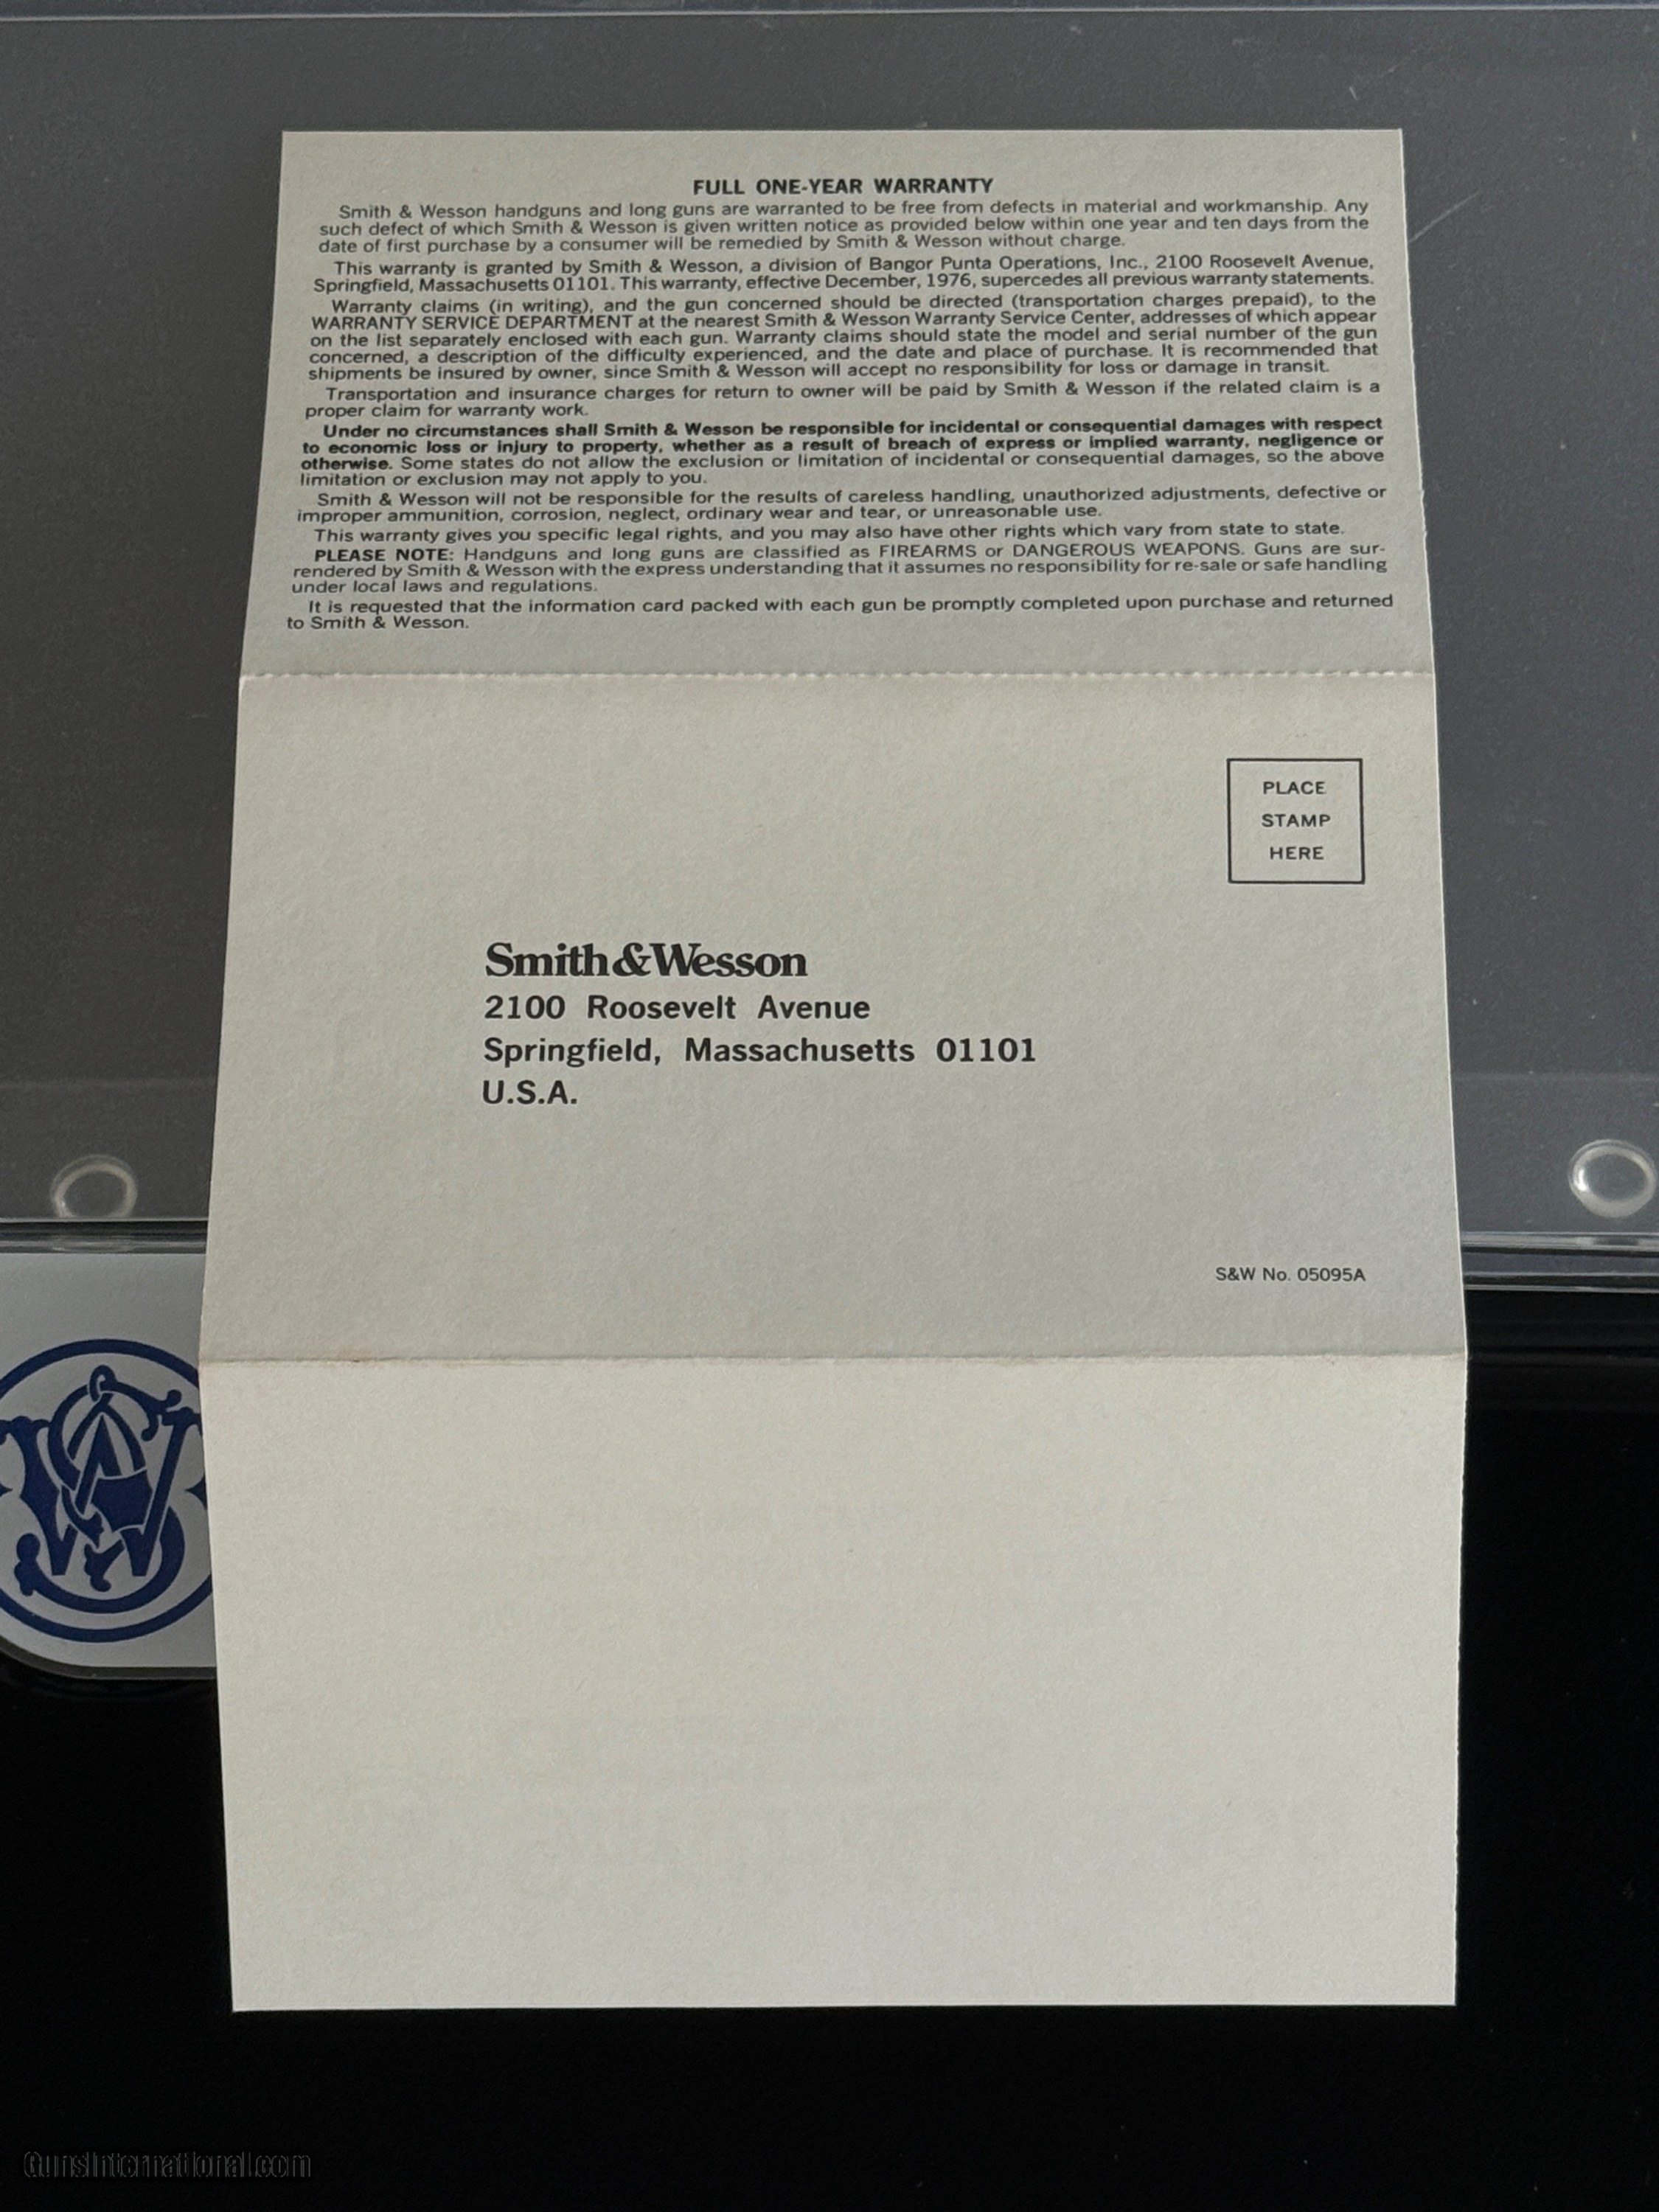 FULL ONE-YEAR WARRANTY
Smith & Wesson handguns and long guns are warranted to be free from defects in material and workmanship. Any
such defect of which Smith & Wesson is given written notice as provided below within one year and ten days from the
date of first purchase by a consumer will be remedied by Smith & Wesson without charge.
This warranty is granted by Smith & Wesson, a division of Bangor Punta Operations, Inc., 2100 Roosevelt Avenue,
Springfield, Massachusetts 01101. This warranty, effective December, 1976, supercedes all previous warranty statements.
Warranty claims (in writing), and the gun concerned should be directed (transportation charges prepaid), to the
WARRANTY SERVICE DEPARTMENT at the nearest Smith & Wesson Warranty Service Center, addresses of which appear
on the list separately enclosed with each gun. Warranty claims should state the model and serial number of the gun
concerned, a description of the difficulty experienced, and the date and place of purchase. It is recommended that
shipments be insured by owner, since Smith & Wesson will accept no responsibility for loss or damage in transit.
Transportation and insurance charges for return to owner will be paid by Smith & Wesson if the related claim is a
proper claim for warranty work.
Under no circumstances shall Smith & Wesson be responsible for incidental or consequential damages with respect
to economic loss or injury to property, whether as a result of breach of express or implied warranty, negligence or
otherwise. Some states do not allow the exclusion or limitation of incidental or consequential damages, so the above
limitation or exclusion may not apply to you.
Smith & Wesson will not be responsible for the results of careless handling, unauthorized adjustments, defective or
improper ammunition, corrosion, neglect, ordinary wear and tear, or unreasonable use.
This warranty gives you specific legal rights, and you may also have other rights which vary from state to state.
PLEASE NOTE: Handguns and long guns are classified as FIREARMS or DANGEROUS WEAPONS. Guns are sur-
rendered by Smith & Wesson with the express understanding that it assumes no responsibility for re-sale or safe handling
under local laws and regulations.
It is requested that the information card packed with each gun be promptly completed upon purchase and returned
to Smith & Wesson.
PLACE
STAMP
HERE
Smith & Wesson
2100 Roosevelt Avenue
Springfield, Massachusetts 01101
U.S.A.
S&W No. 05095A
GunsInternational.com